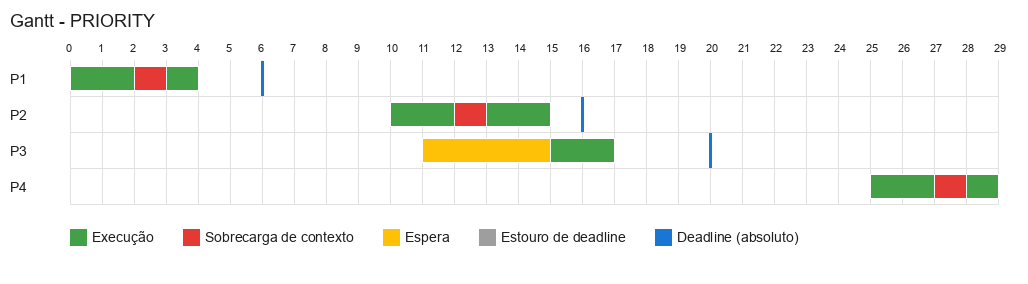 Gantt - PRIORITY
0 1 2 3 4 5 6 7 8 9 10 11 12 13 14 15 16 17 18 19 20 21 22 23 24 25 26 27 28 29
P1
P2
P3
P4
Execução Sobrecarga de contexto Espera Estouro de deadline Deadline (absoluto)